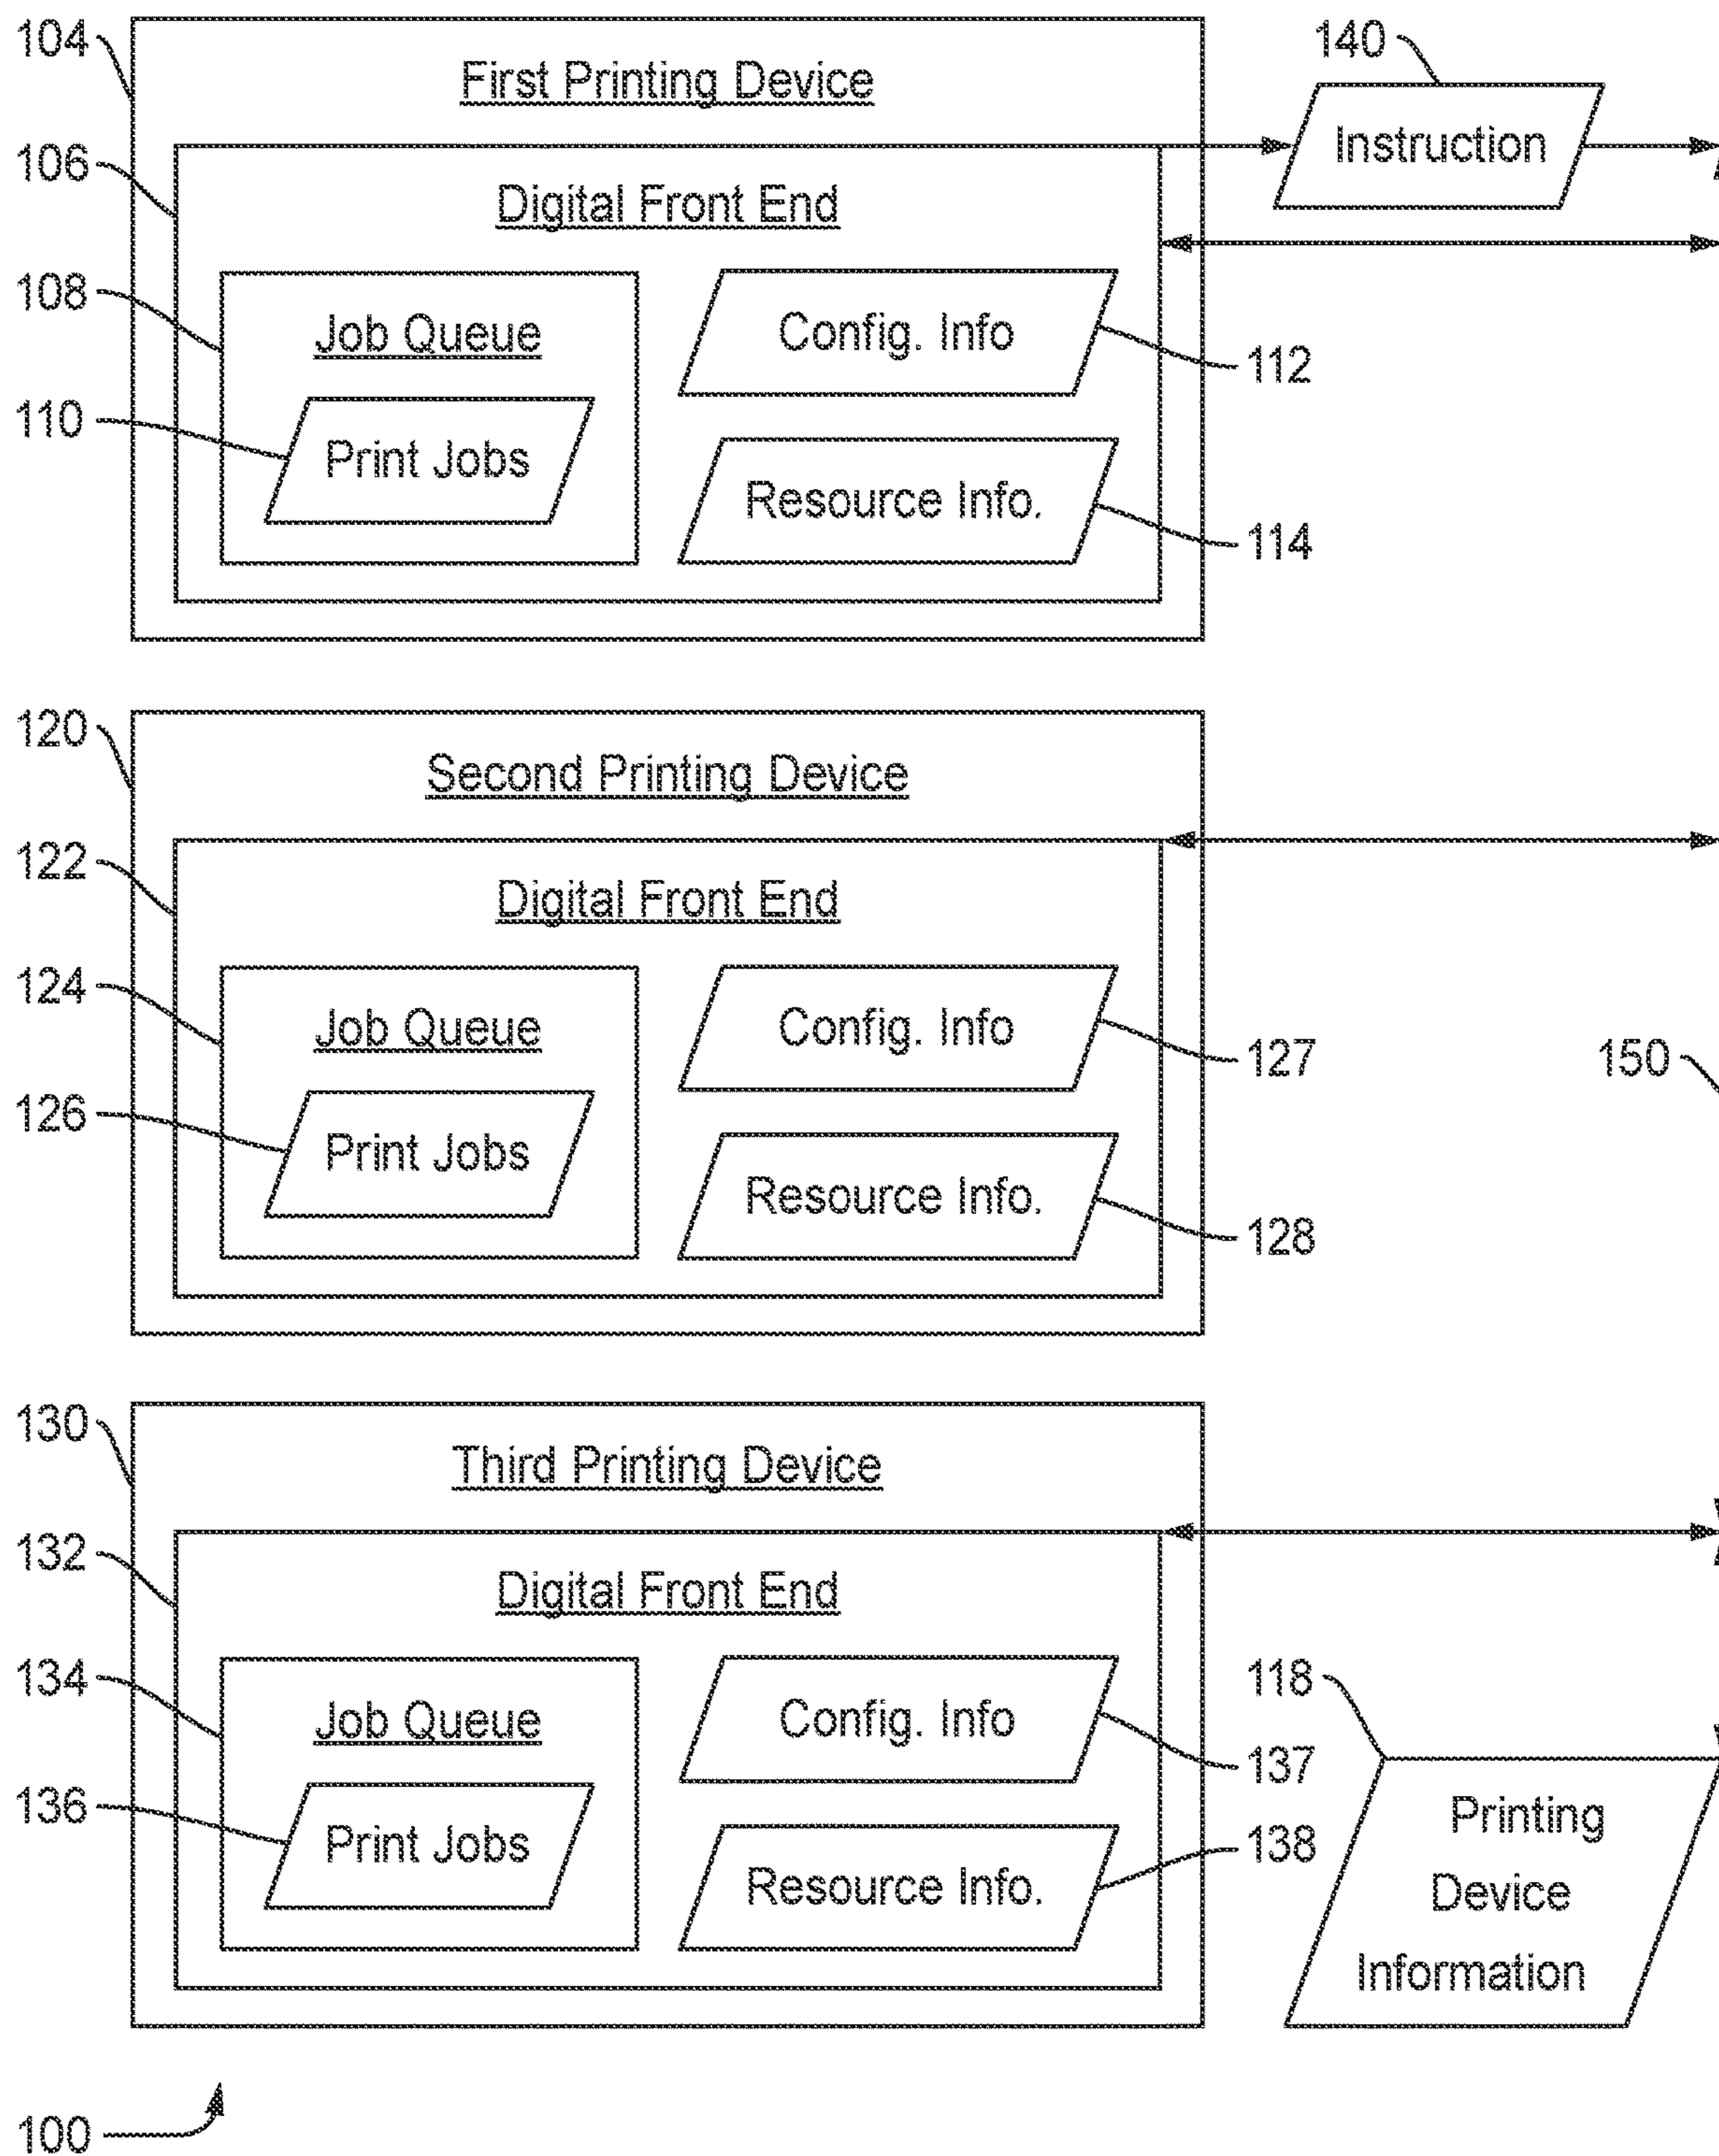 104
First Printing Device
140
Instruction
106
Digital Front End
108
Job Queue
Config. Info
112
110
Print Jobs
Resource Info.
114
120
Second Printing Device
122
Digital Front End
124
Job Queue
Config. Info
127
150
126
Print Jobs
Resource Info.
128
130
Third Printing Device
132
Digital Front End
134
Job Queue
Config. Info
137
118
136
Print Jobs
Resource Info.
138
Printing
Device
Information
100